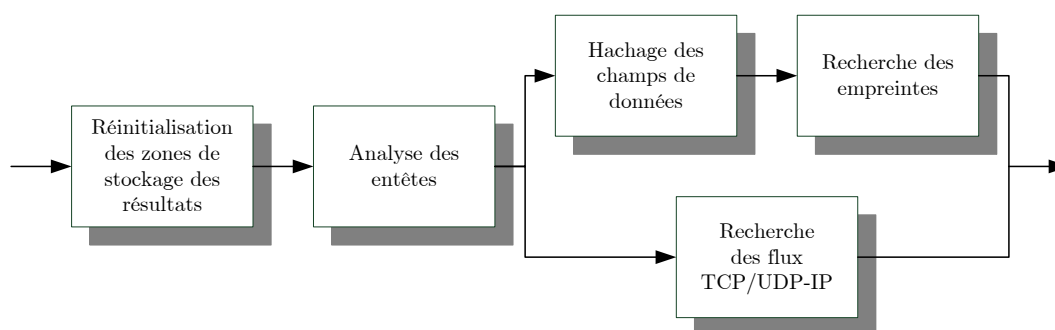 Réinitialisation
des zones de
stockage des
résultats
Analyse des
entêtes
Hachage des
champs de
données
Recherche des
empreintes
Recherche
des flux
TCP/UDP-IP